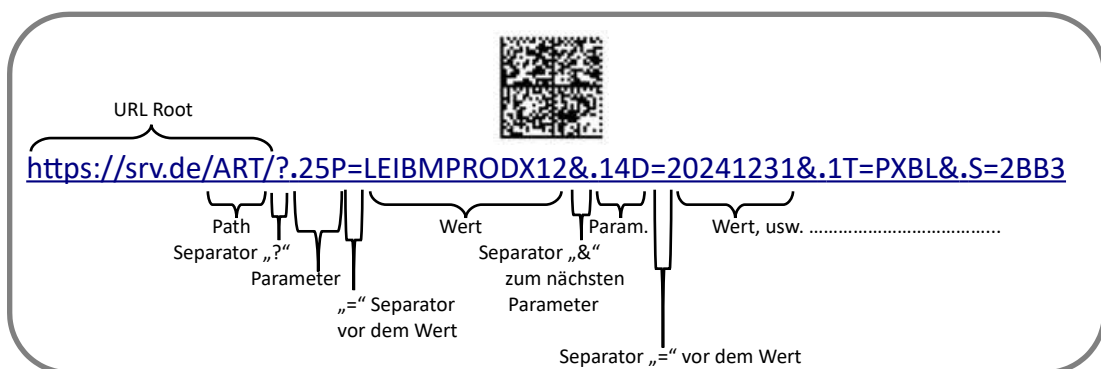 URL Root
https://srv.de/ART/?.25P=LEIBMPRODX12&.14D=20241231&.1T=PXBL&.S=2BB3
Path
Wert
Param.
Wert, usw. …………………………………...
Separator „?“
Separator „&“
Parameter
zum nächsten
„=“ Separator
Parameter
vor dem Wert
Separator „=“ vor dem Wert